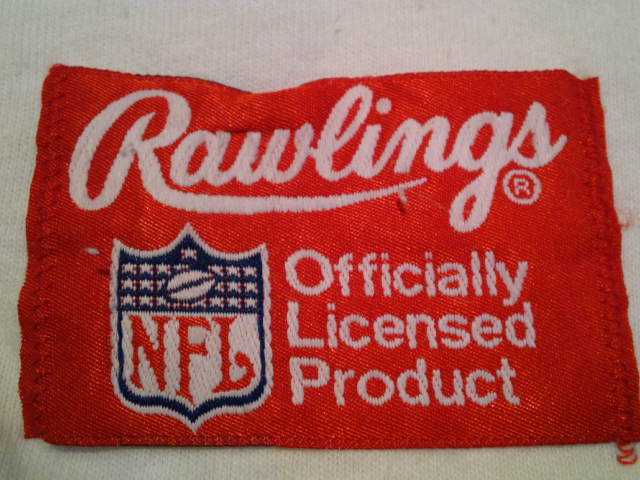 Rawlings®
NFL
Officially
Licensed
Product